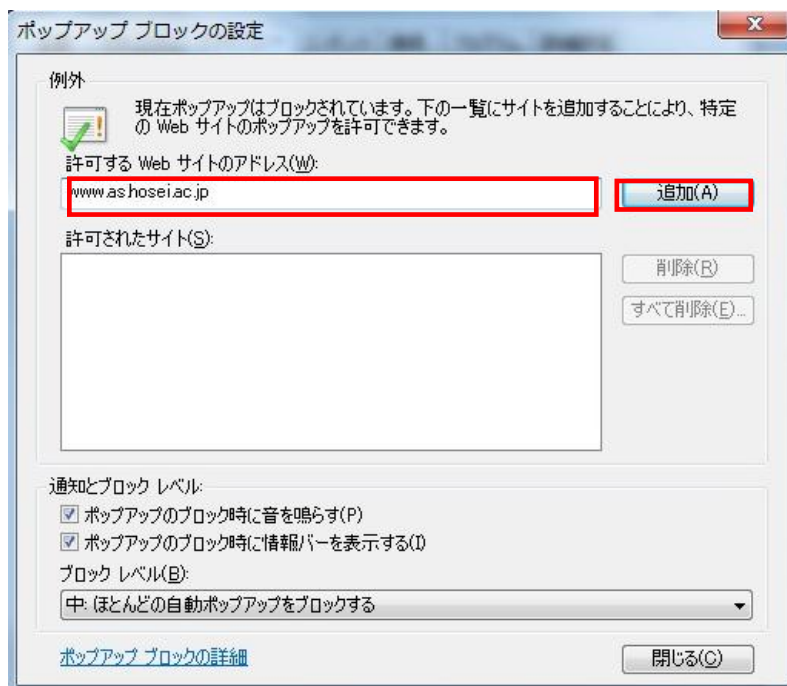 ポップアップ ブロックの設定
例外
現在ポップアップはブロックされています。下の一覧にサイトを追加することにより、特定
の Web サイトのポップアップを許可できます。
許可する Web サイトのアドレス(W):
www.as.hosei.ac.jp
追加(A)
許可されたサイト(S):
削除(R)
すべて削除(E)...
通知とブロック レベル:
ポップアップのブロック時に音を鳴らす(P)
ポップアップのブロック時に情報バーを表示する(I)
ブロック レベル(B):
中: ほとんどの自動ポップアップをブロックする
ポップアップ ブロックの詳細
閉じる(C)